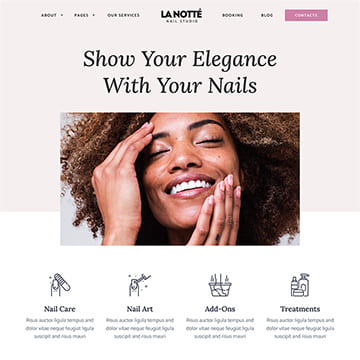 ABOUT PAGES OUR SERVICES LA NOTTÉ NAIL STUDIO BOOKING BLOG CONTACTS
Show Your Elegance
With Your Nails
Nail Care Nail Art Add-Ons Treatments
Risus auctor ligula tempus and Risus auctor ligula tempus and Risus auctor ligula tempus and Risus auctor ligula tempus and
dolor vitae neque feugiat ligula dolor vitae neque feugiat ligula dolor vitae neque feugiat ligula dolor vitae neque feugiat ligula
suscipit and risus mauri suscipit and risus mauri suscipit and risus mauri suscipit and risus mauri